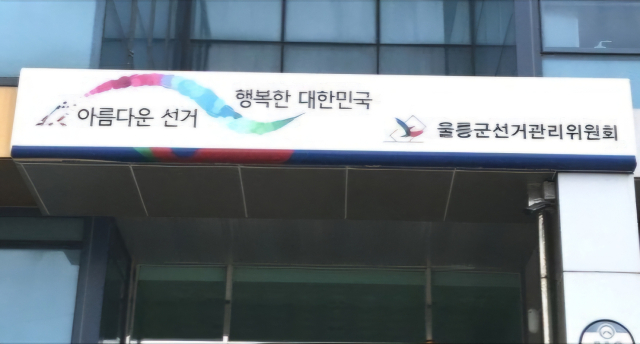 아름다운 선거
행복한 대한민국
울릉군선거관리위원회